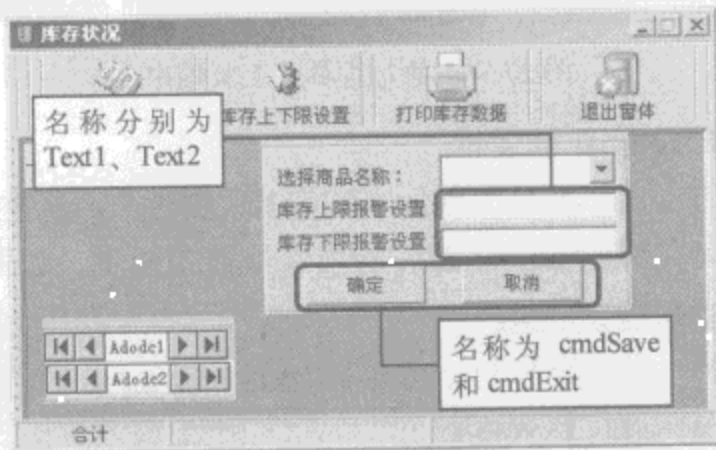 库存状况
库存上下限设置
打印库存数据
退出窗体
名称分别为
Text1、Text2
选择商品名称：
库存上限报警设置
库存下限报警设置
确定
取消
Adodc1
Adodc2
名称为 cmdSave
和 cmdExit
合计